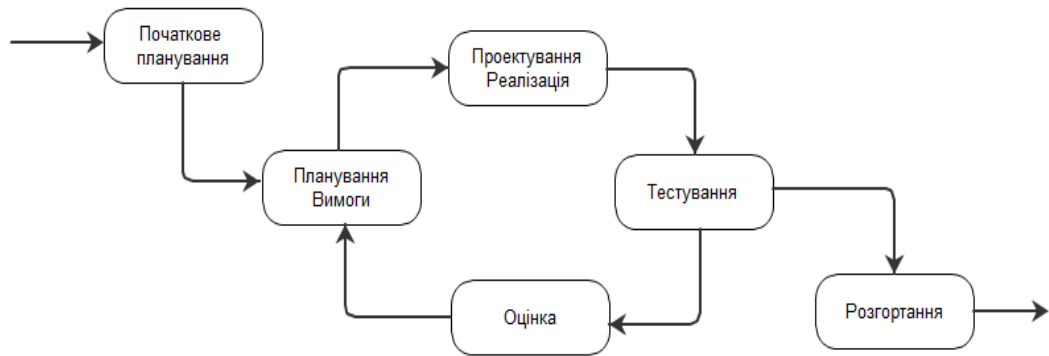 Початкове
планування
Проектування
Реалізація
Планування
Вимоги
Тестування
Оцінка
Розгортання